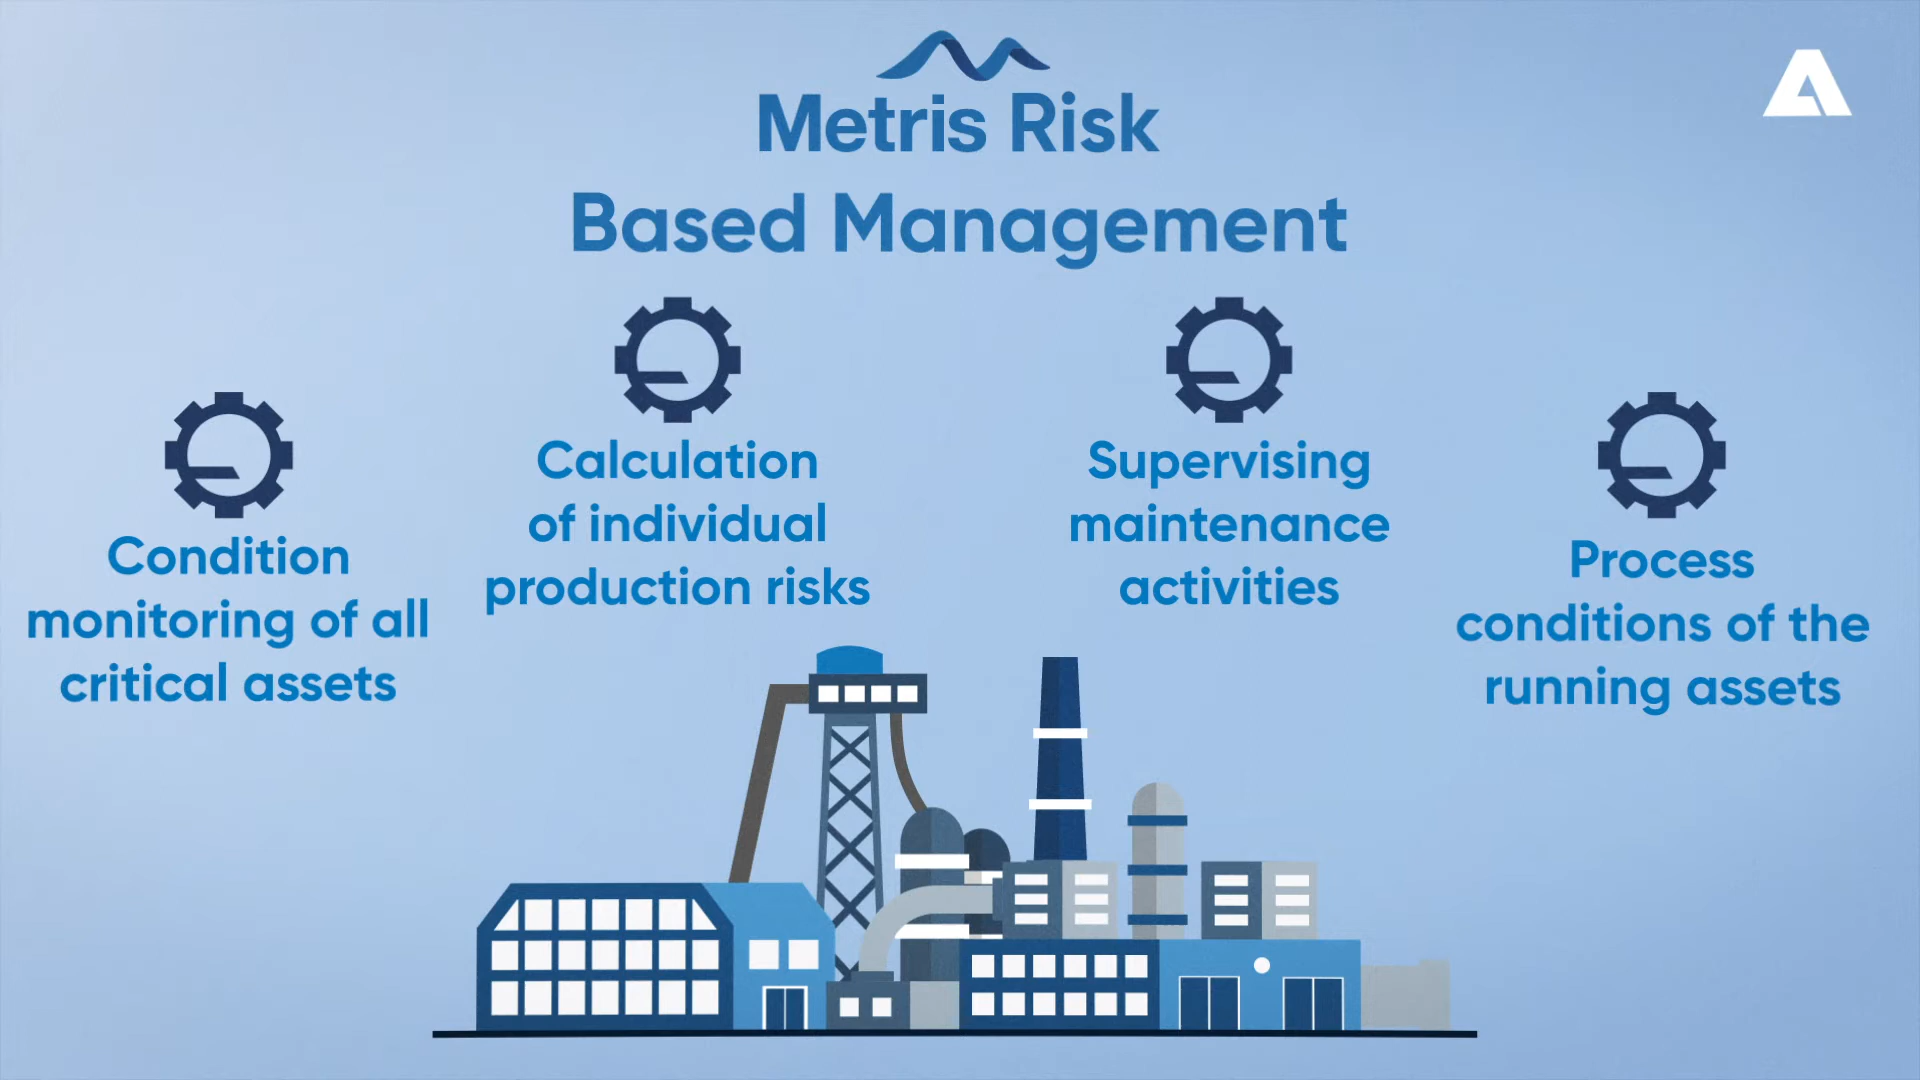 Metris Risk
Based Management
Condition
monitoring of all
critical assets
Calculation
of individual
production risks
Supervising
maintenance
activities
Process
conditions of the
running assets